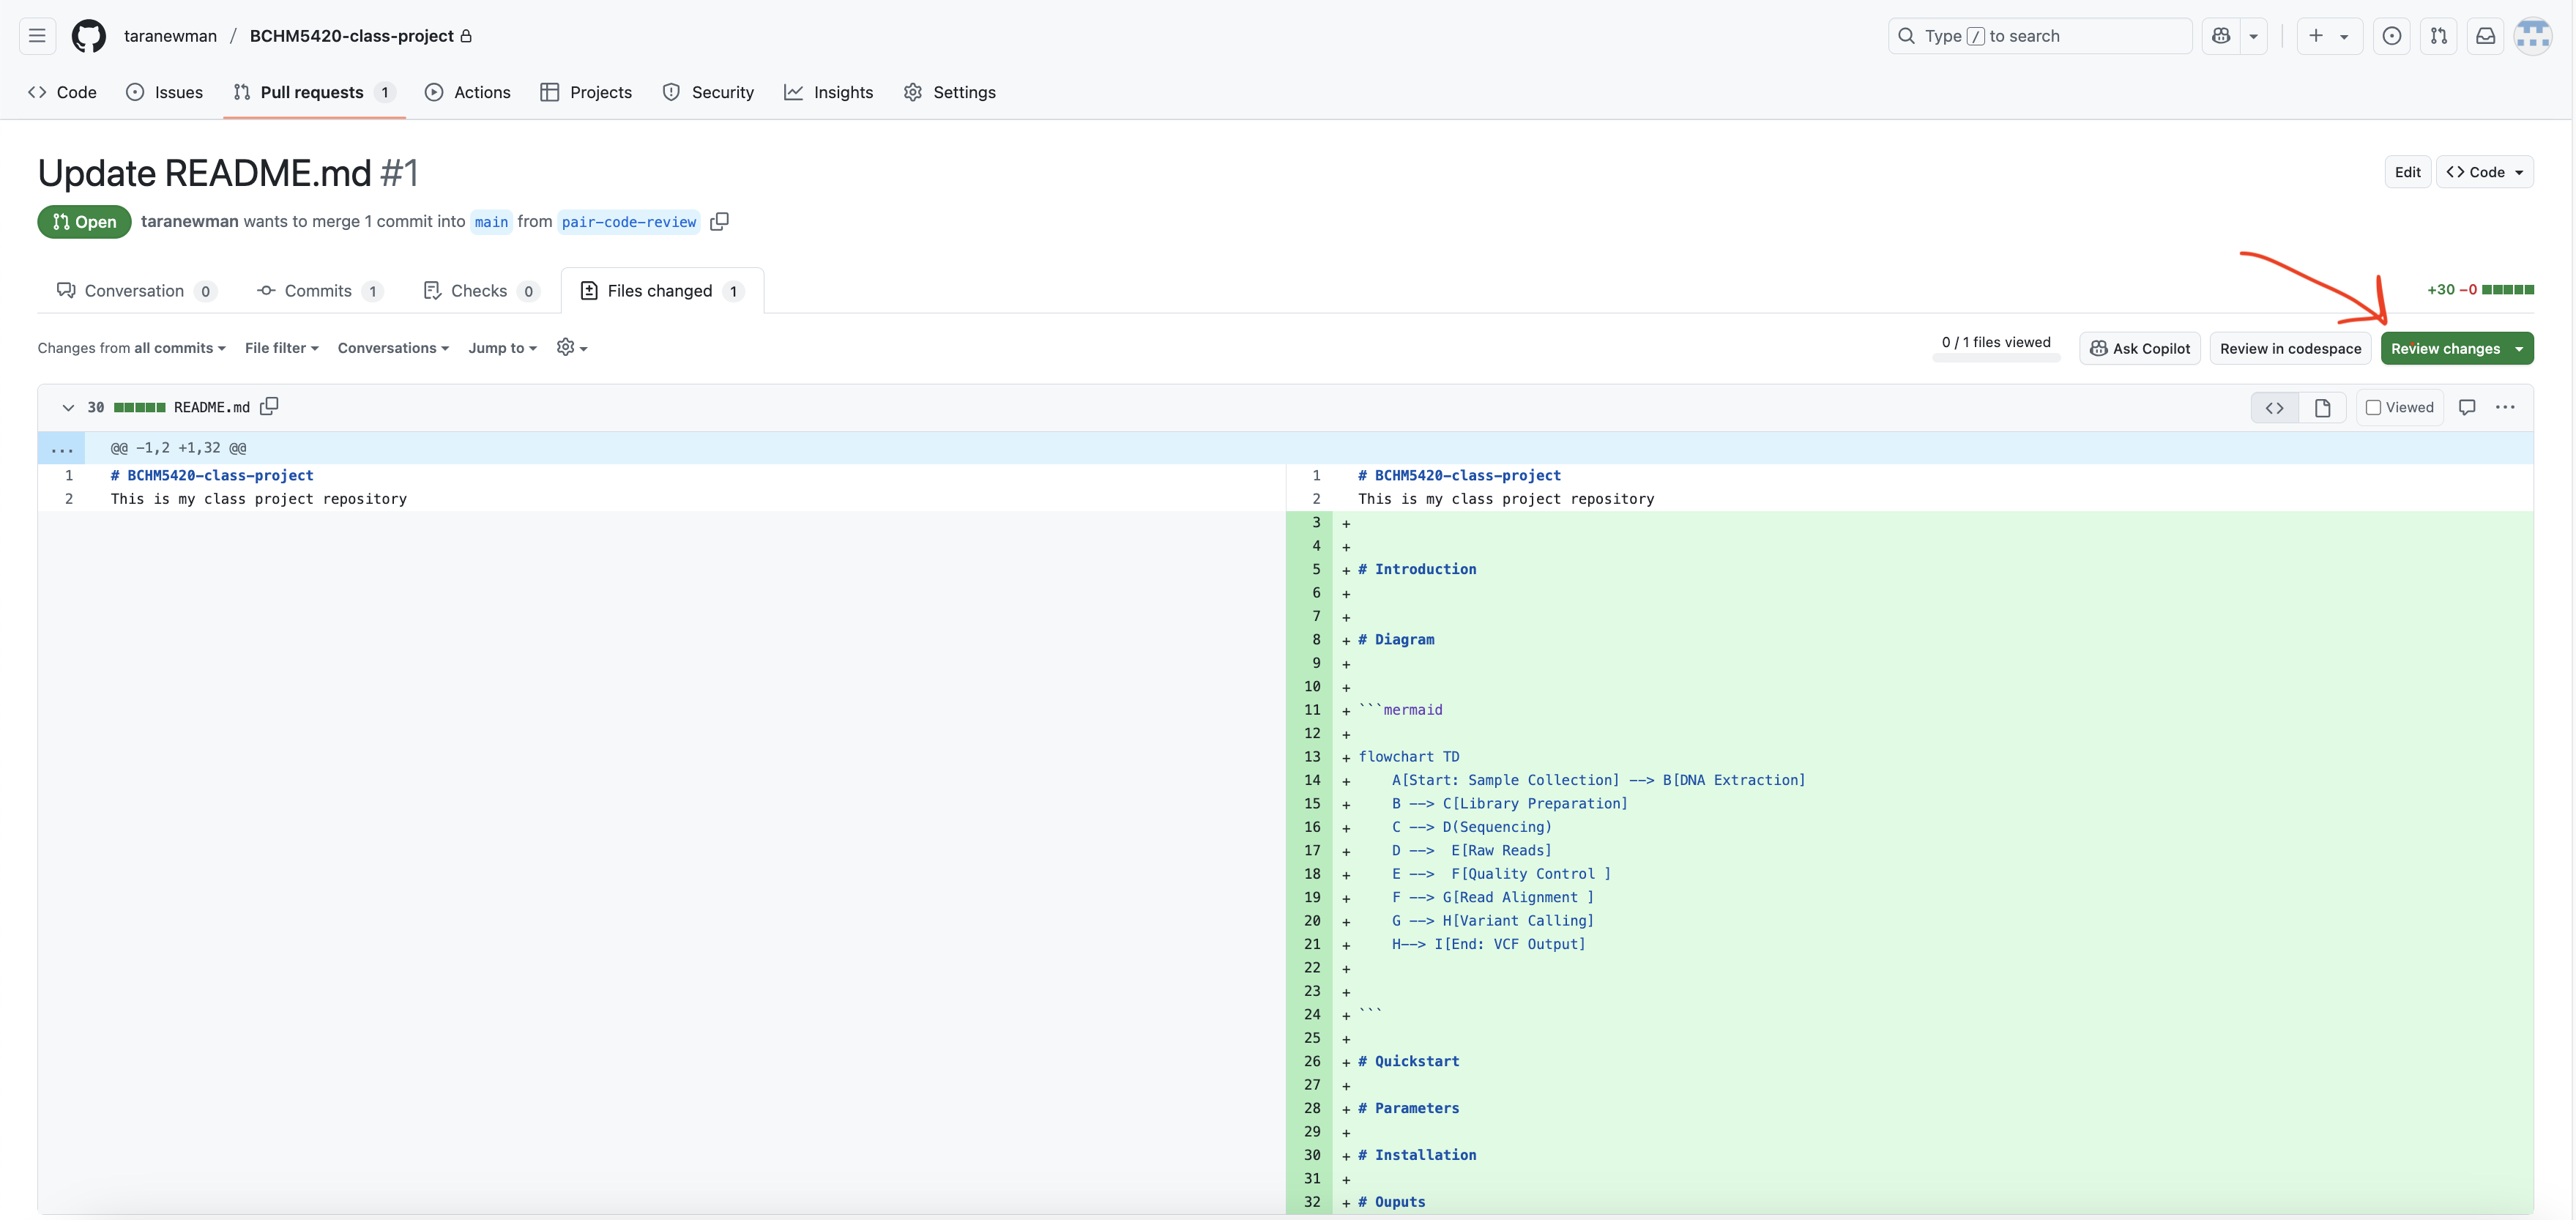 taranewman / BCHM5420-class-project
Type / to search
Code
Issues
Pull requests 1
Actions
Projects
Security
Insights
Settings
Update README.md #1
Edit
<> Code
Open
taranewman wants to merge 1 commit into main from pair-code-review
Conversation 0
Commits 1
Checks 0
Files changed 1
+30 −0
Changes from all commits
File filter
Conversations
Jump to
0 / 1 files viewed
Ask Copilot
Review in codespace
Review changes
30 README.md
Viewed
... @@ -1,2 +1,32 @@
1 # BCHM5420-class-project
2 This is my class project repository
1 # BCHM5420-class-project
2 This is my class project repository
3 +
4 +
5 + # Introduction
6 +
7 +
8 + # Diagram
9 +
10 +
11 + ```mermaid
12 +
13 + flowchart TD
14 +     A[Start: Sample Collection] --> B[DNA Extraction]
15 +     B --> C[Library Preparation]
16 +     C --> D(Sequencing)
17 +     D -->  E[Raw Reads]
18 +     E -->  F[Quality Control ]
19 +     F --> G[Read Alignment ]
20 +     G --> H[Variant Calling]
21 +     H--> I[End: VCF Output]
22 +
23 +
24 + ```
25 +
26 + # Quickstart
27 +
28 + # Parameters
29 +
30 + # Installation
31 +
32 + # Ouputs